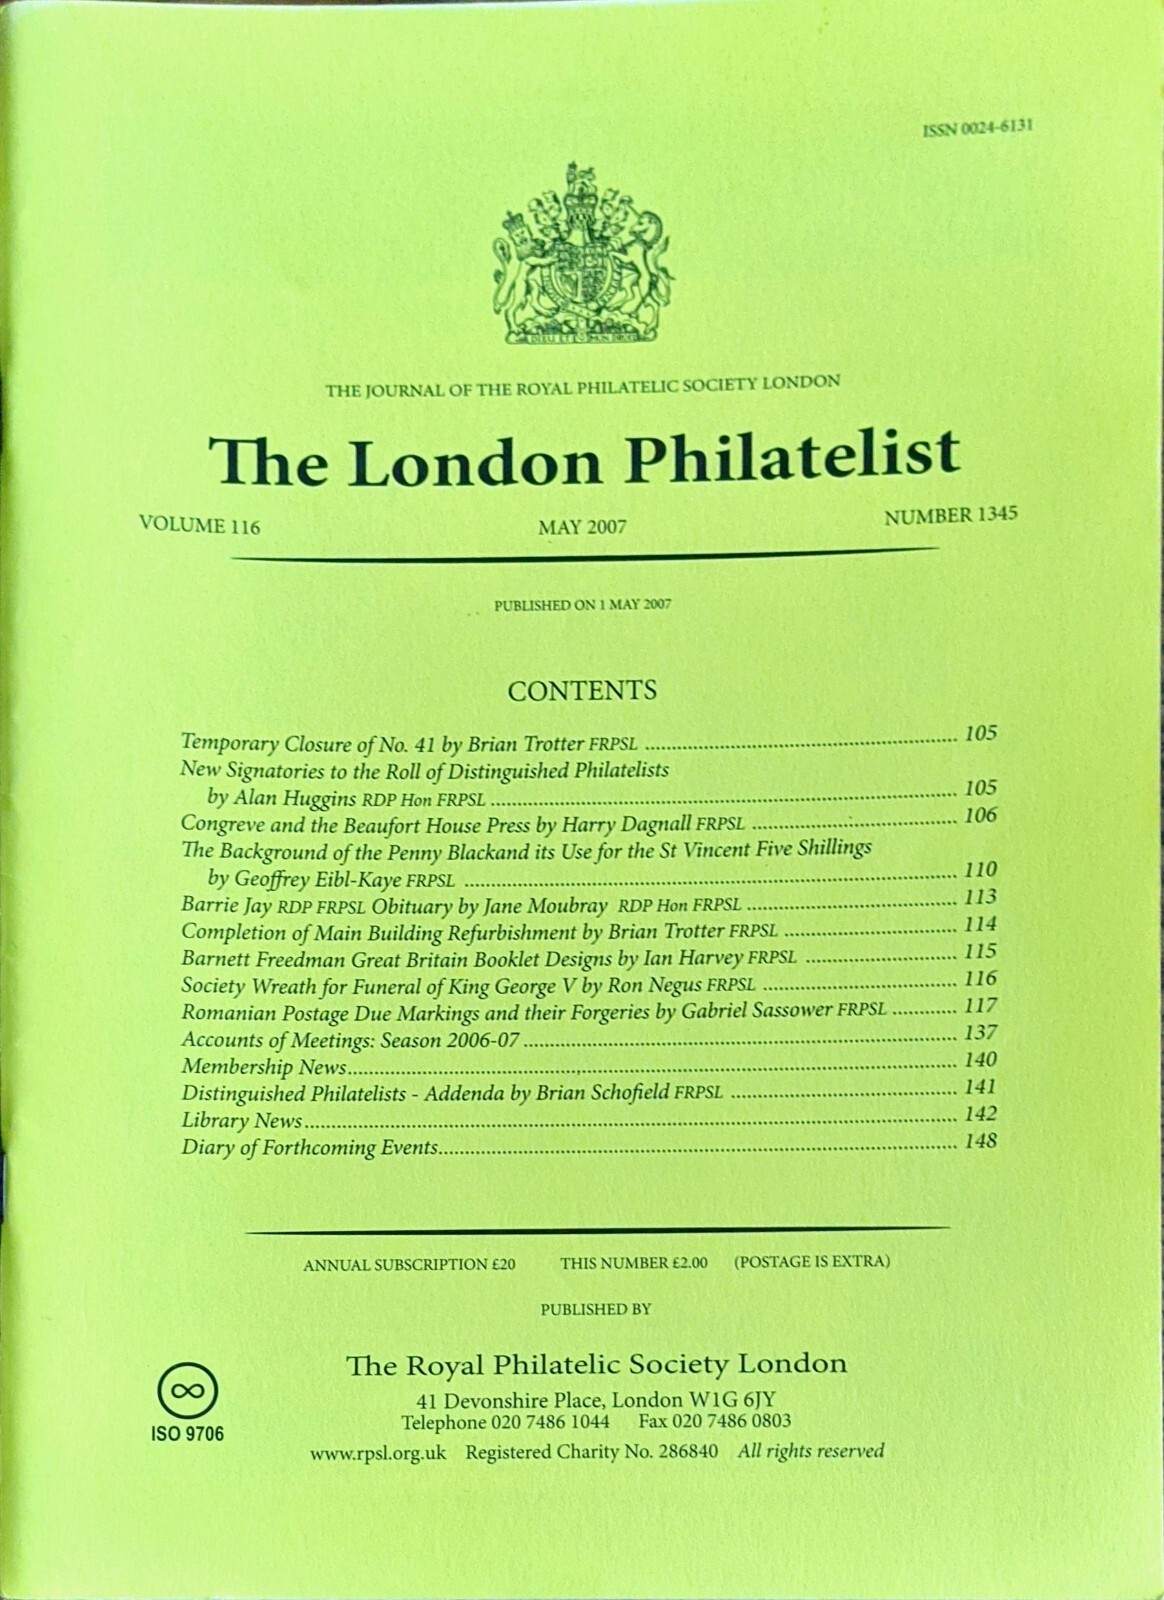 ISSN 0024-6131
DIEU ET MON DROIT
THE JOURNAL OF THE ROYAL PHILATELIC SOCIETY LONDON
The London Philatelist
VOLUME 116 MAY 2007 NUMBER 1345
PUBLISHED ON 1 MAY 2007
CONTENTS
Temporary Closure of No. 41 by Brian Trotter FRPSL ........ 105
New Signatories to the Roll of Distinguished Philatelists
by Alan Huggins RDP Hon FRPSL ........ 105
Congreve and the Beaufort House Press by Harry Dagnall FRPSL ........ 106
The Background of the Penny Blackand its Use for the St Vincent Five Shillings
by Geoffrey Eibl-Kaye FRPSL ........ 110
Barrie Jay RDP FRPSL Obituary by Jane Moubray RDP Hon FRPSL ........ 113
Completion of Main Building Refurbishment by Brian Trotter FRPSL ........ 114
Barnett Freedman Great Britain Booklet Designs by Ian Harvey FRPSL ........ 115
Society Wreath for Funeral of King George V by Ron Negus FRPSL ........ 116
Romanian Postage Due Markings and their Forgeries by Gabriel Sassower FRPSL ........ 117
Accounts of Meetings: Season 2006-07 ........ 137
Membership News ........ 140
Distinguished Philatelists - Addenda by Brian Schofield FRPSL ........ 141
Library News ........ 142
Diary of Forthcoming Events ........ 148
ANNUAL SUBSCRIPTION £20 THIS NUMBER £2.00 (POSTAGE IS EXTRA)
PUBLISHED BY
The Royal Philatelic Society London
41 Devonshire Place, London W1G 6JY
Telephone 020 7486 1044 Fax 020 7486 0803
www.rpsl.org.uk Registered Charity No. 286840 All rights reserved
ISO 9706